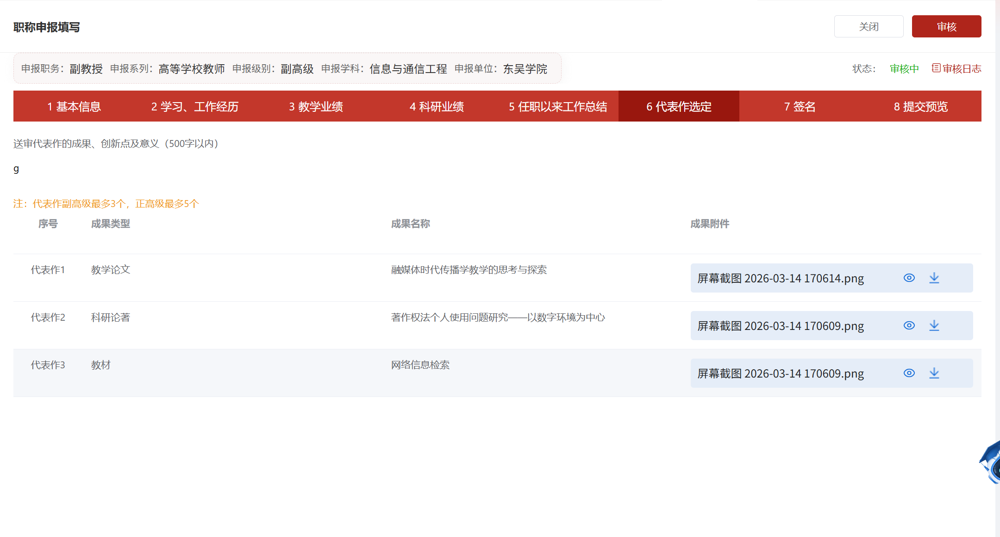 职称申报填写
关闭
审核
申报职务：副教授 申报系列：高等学校教师 申报级别：副高级 申报学科：信息与通信工程 申报单位：东吴学院
状态： 审核中 审核日志
1 基本信息 2 学习、工作经历 3 教学业绩 4 科研业绩 5 任职以来工作总结 6 代表作选定 7 签名 8 提交预览
送审代表作的成果、创新点及意义（500字以内）
g
注：代表作副高级最多3个，正高级最多5个
序号 成果类型 成果名称 成果附件
代表作1 教学论文 融媒体时代传播学教学的思考与探索 屏幕截图 2026-03-14 170614.png
代表作2 科研论著 著作权法个人使用问题研究——以数字环境为中心 屏幕截图 2026-03-14 170609.png
代表作3 教材 网络信息检索 屏幕截图 2026-03-14 170609.png